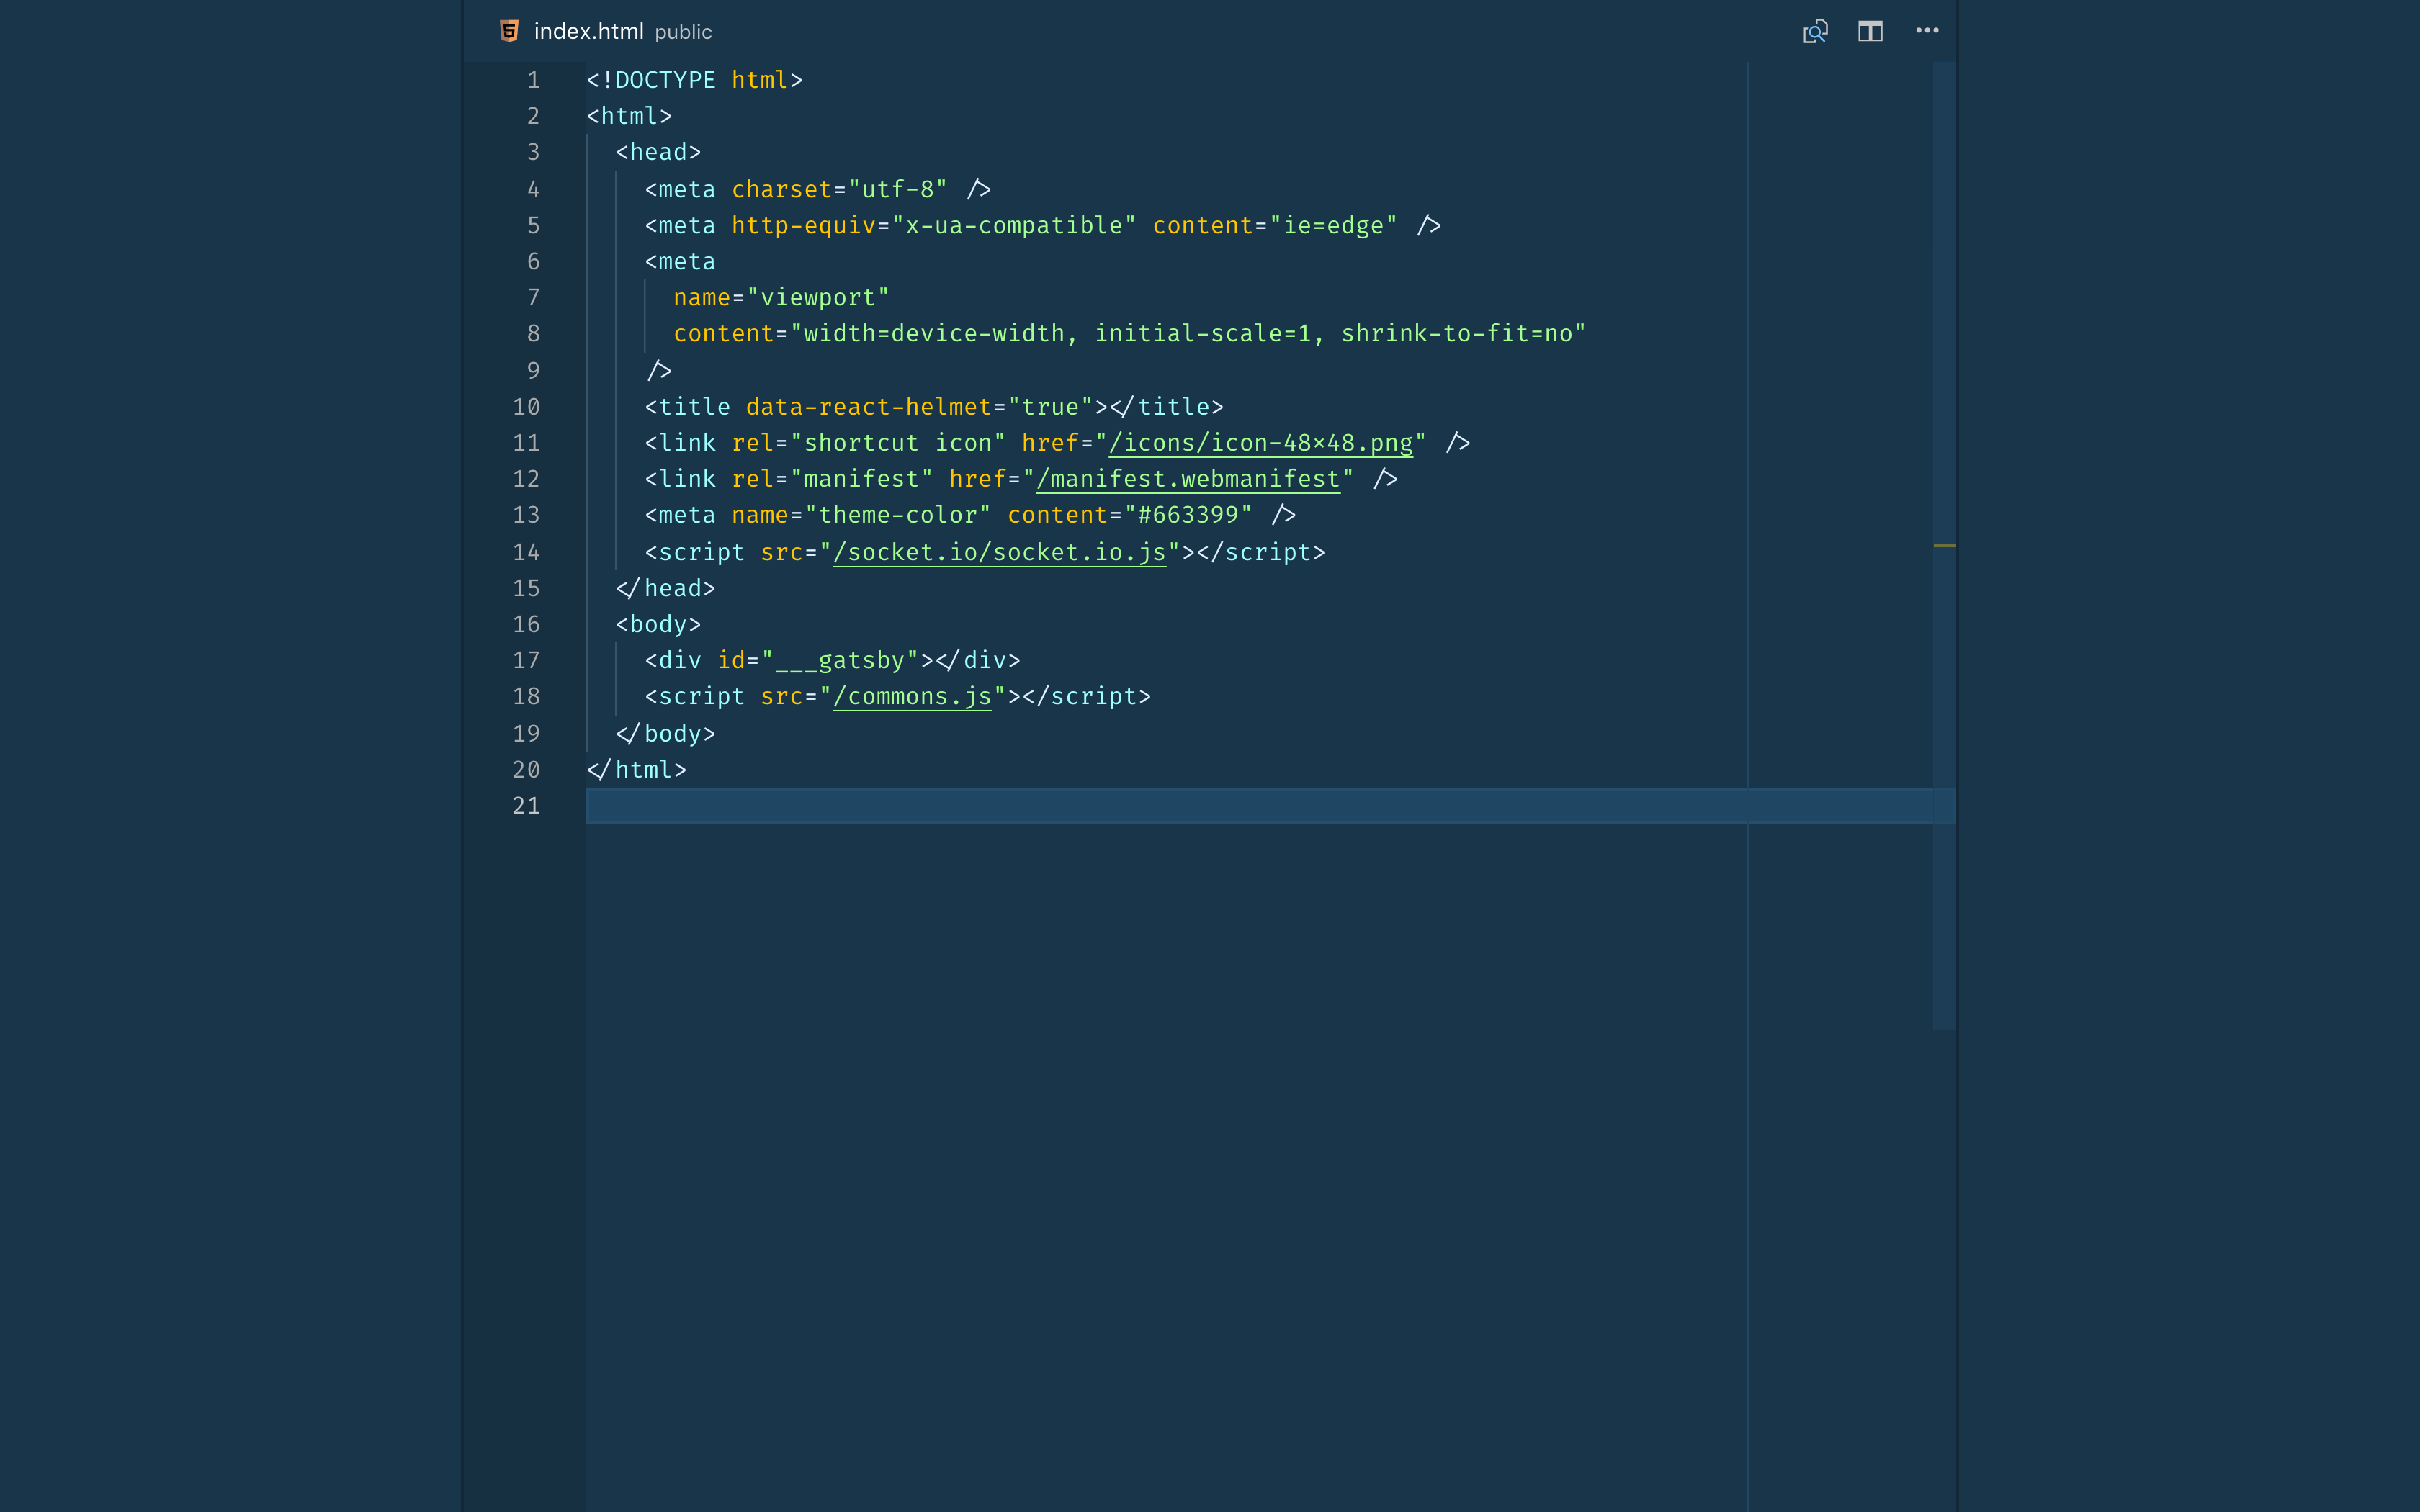 index.html public
1 <!DOCTYPE html>
2 <html>
3   <head>
4     <meta charset="utf-8" />
5     <meta http-equiv="x-ua-compatible" content="ie=edge" />
6     <meta
7       name="viewport"
8       content="width=device-width, initial-scale=1, shrink-to-fit=no"
9     />
10     <title data-react-helmet="true"></title>
11     <link rel="shortcut icon" href="/icons/icon-48×48.png" />
12     <link rel="manifest" href="/manifest.webmanifest" />
13     <meta name="theme-color" content="#663399" />
14     <script src="/socket.io/socket.io.js"></script>
15   </head>
16   <body>
17     <div id="___gatsby"></div>
18     <script src="/commons.js"></script>
19   </body>
20 </html>
21